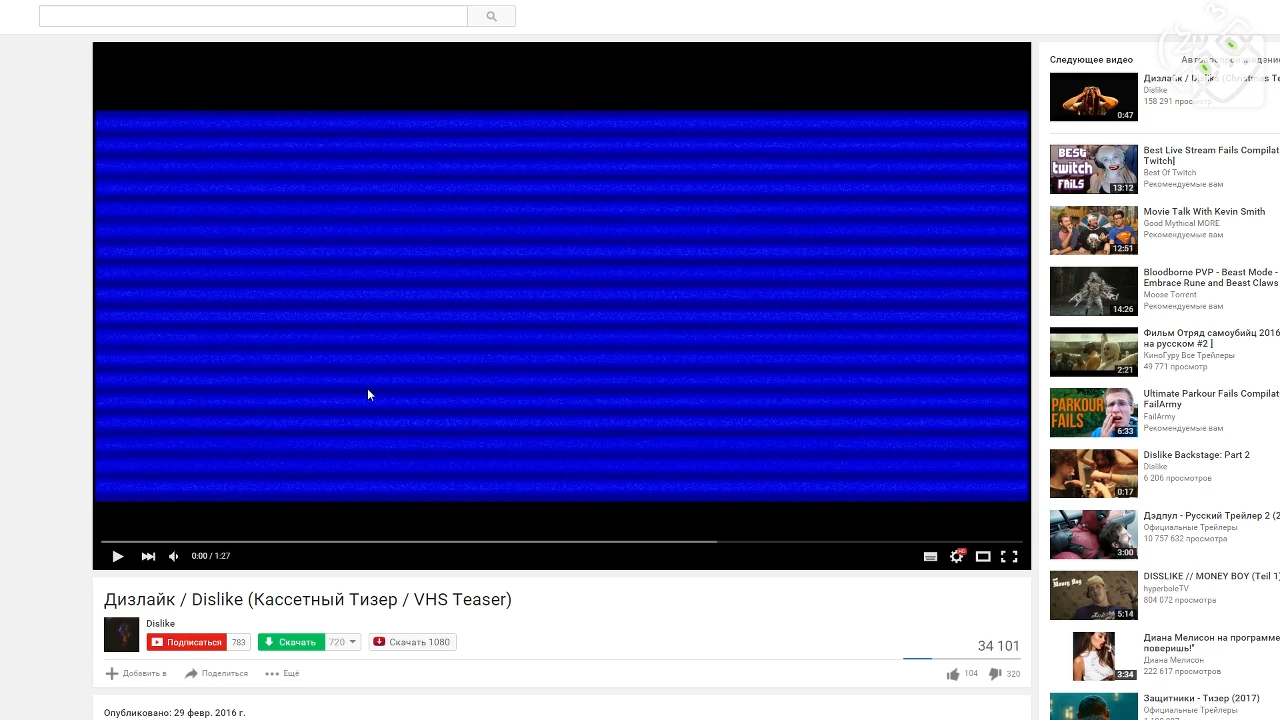 Следующее видео
Дизлайк / Dislike (Christmas Te
Dislike
158 291 просмотр
0:47
BEST
twitch
FAILS
13:12
Best Live Stream Fails Compilat
Twitch]
Best Of Twitch
Рекомендуемые вам
12:51
Movie Talk With Kevin Smith
Good Mythical MORE
Рекомендуемые вам
14:26
Bloodborne PVP - Beast Mode -
Embrace Rune and Beast Claws
Moose Torrent
Рекомендуемые вам
2:21
Фильм Отряд самоубийц 2016
на русском #2 ]
КиноГуру Все Трейлеры
49 771 просмотр
PARKOUR
FAILS
6:33
Ultimate Parkour Fails Compilat
FailArmy
FailArmy
Рекомендуемые вам
0:17
Dislike Backstage: Part 2
Dislike
6 206 просмотров
3:00
Дэдпул - Русский Трейлер 2 (2
Официальные Трейлеры
10 757 632 просмотра
5:14
DISSLIKE // MONEY BOY (Teil 1)
hyperboleTV
804 072 просмотра
3:34
Диана Мелисон на программе
поверишь!"
Диана Мелисон
222 617 просмотров
Защитники - Тизер (2017)
Официальные Трейлеры
0:00 / 1:27
HD
Дизлайк / Dislike (Кассетный Тизер / VHS Teaser)
Dislike
Подписаться 783 Скачать 720 Скачать 1080
34 101
Добавить в Поделиться Ещё 104 320
Опубликовано: 29 февр. 2016 г.